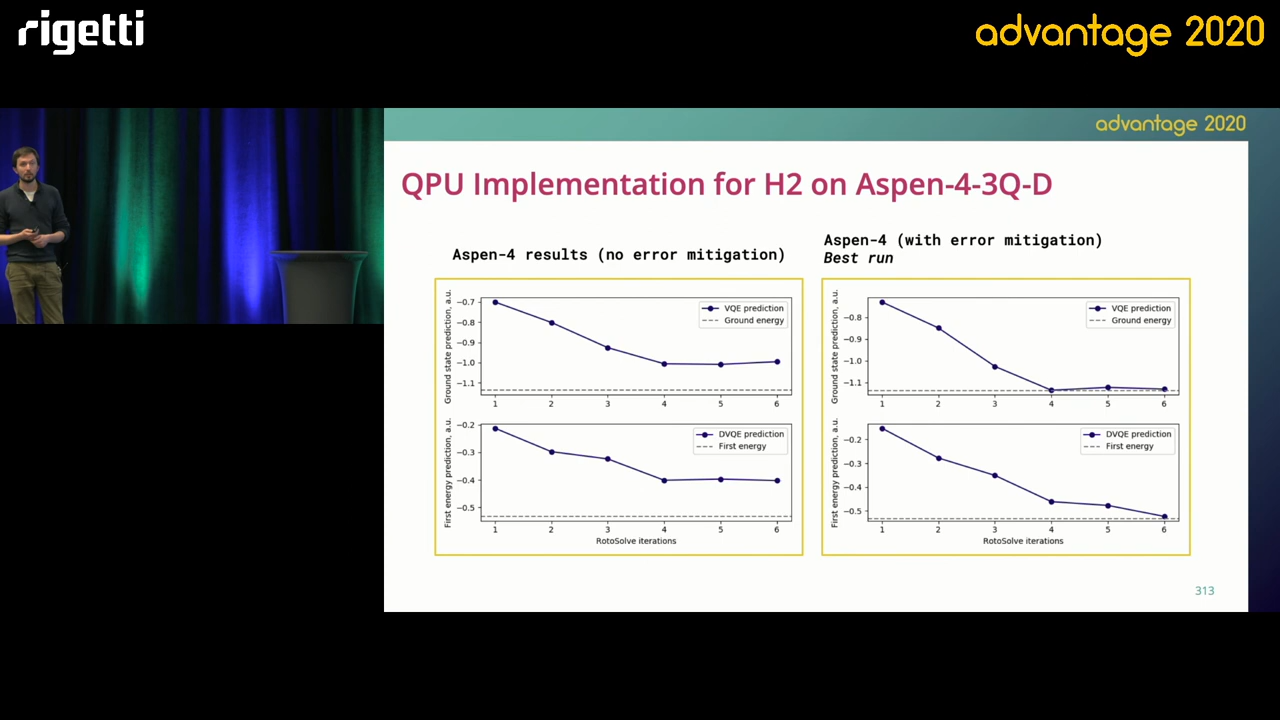 rigetti
advantage 2020
advantage 2020
QPU Implementation for H2 on Aspen-4-3Q-D
Aspen-4 results (no error mitigation)
Aspen-4 (with error mitigation)
Best run
Ground state prediction, a.u.
−0.7
−0.8
−0.9
−1.0
−1.1
VQE prediction
Ground energy
1 2 3 4 5 6
First energy prediction, a.u.
−0.2
−0.3
−0.4
−0.5
DVQE prediction
First energy
1 2 3 4 5 6
RotoSolve iterations
Ground state prediction, a.u.
−0.8
−0.9
−1.0
−1.1
VQE prediction
Ground energy
1 2 3 4 5 6
First energy prediction, a.u.
−0.2
−0.3
−0.4
−0.5
DVQE prediction
First energy
1 2 3 4 5 6
RotoSolve iterations
313